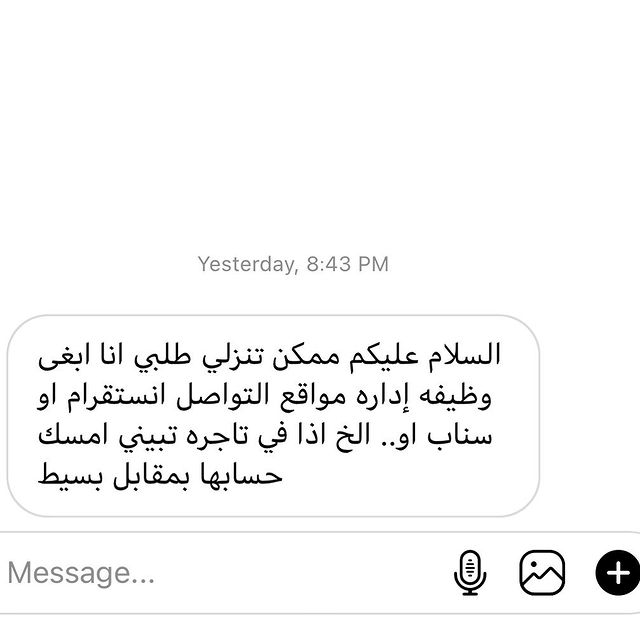 Yesterday, 8:43 PM
السلام عليكم ممكن تنزلي طلبي انا ابغى
وظيفه إداره مواقع التواصل انستقرام او
سناب او.. الخ اذا في تاجره تبيني امسك
حسابها بمقابل بسيط
Message...